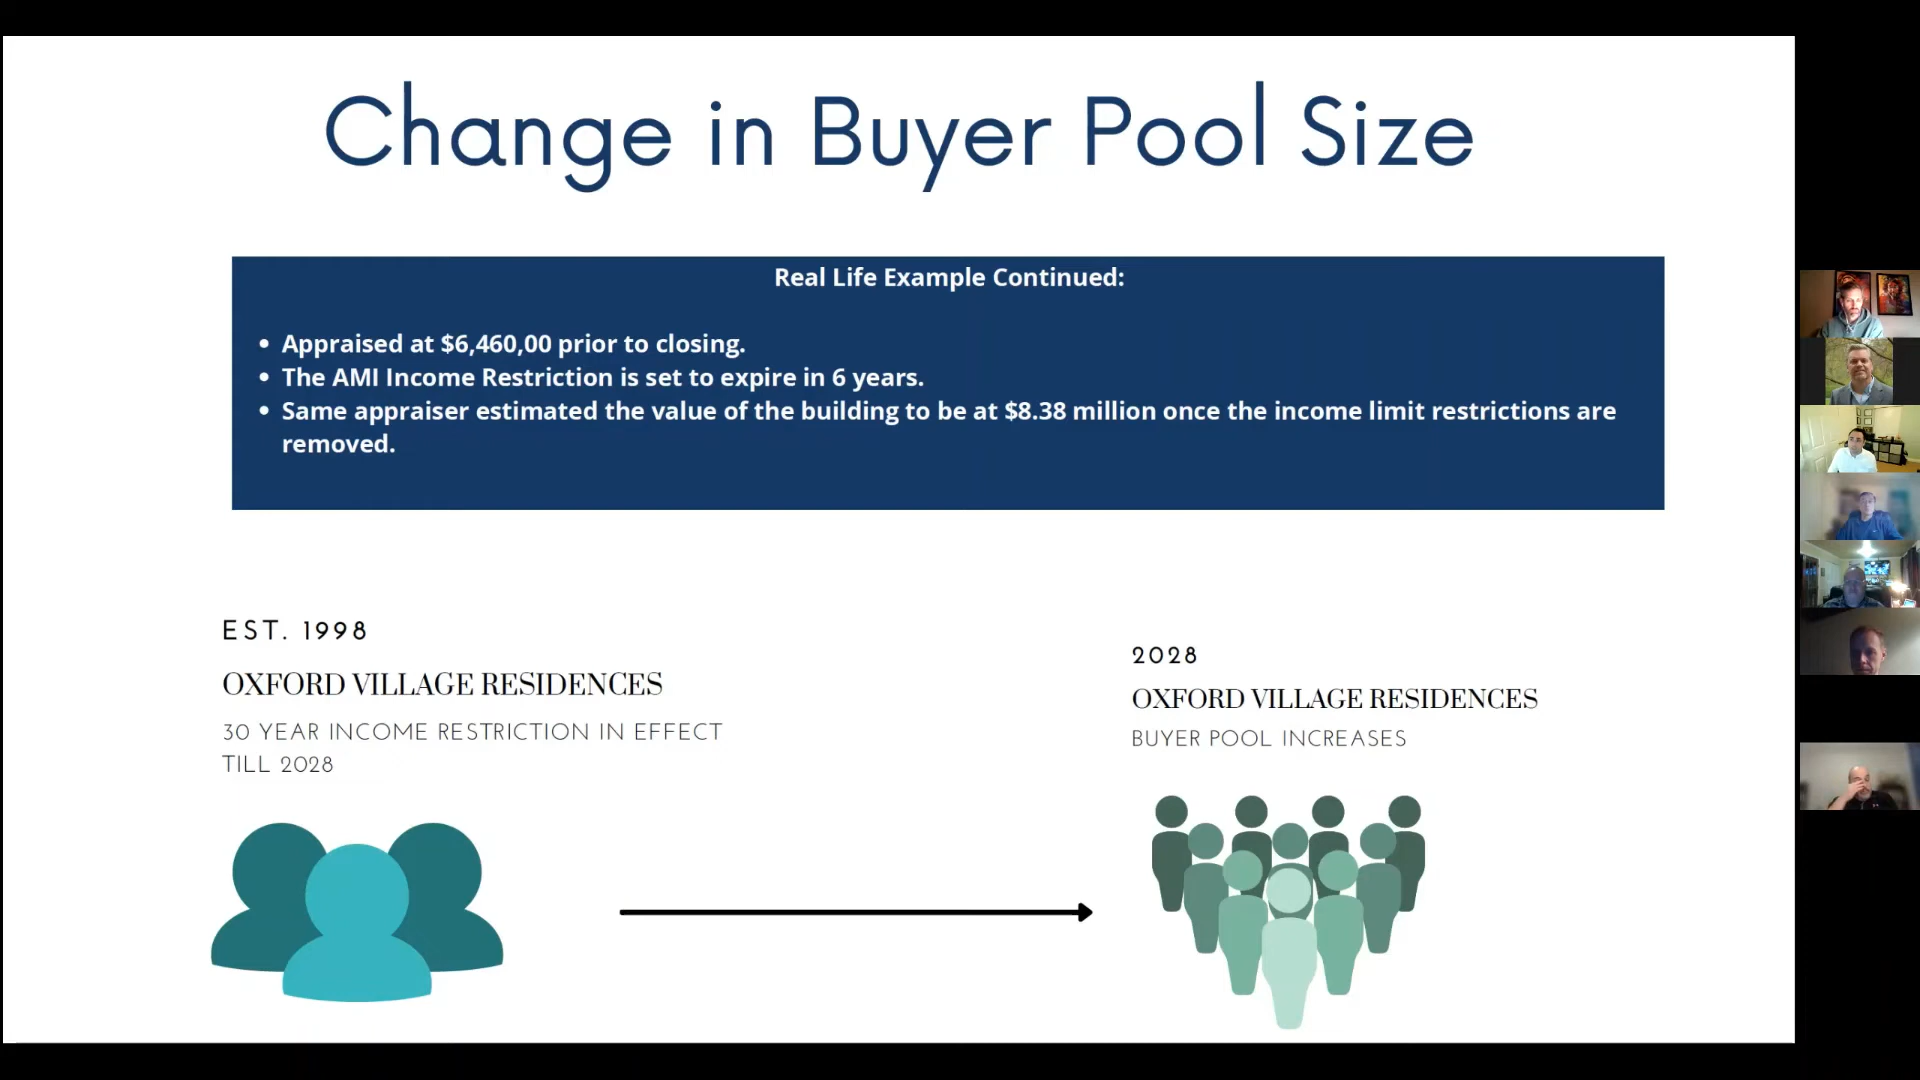 Change in Buyer Pool Size
Real Life Example Continued:
• Appraised at $6,460,00 prior to closing.
• The AMI Income Restriction is set to expire in 6 years.
• Same appraiser estimated the value of the building to be at $8.38 million once the income limit restrictions are
removed.
EST. 1998
OXFORD VILLAGE RESIDENCES
30 YEAR INCOME RESTRICTION IN EFFECT
TILL 2028
2028
OXFORD VILLAGE RESIDENCES
BUYER POOL INCREASES